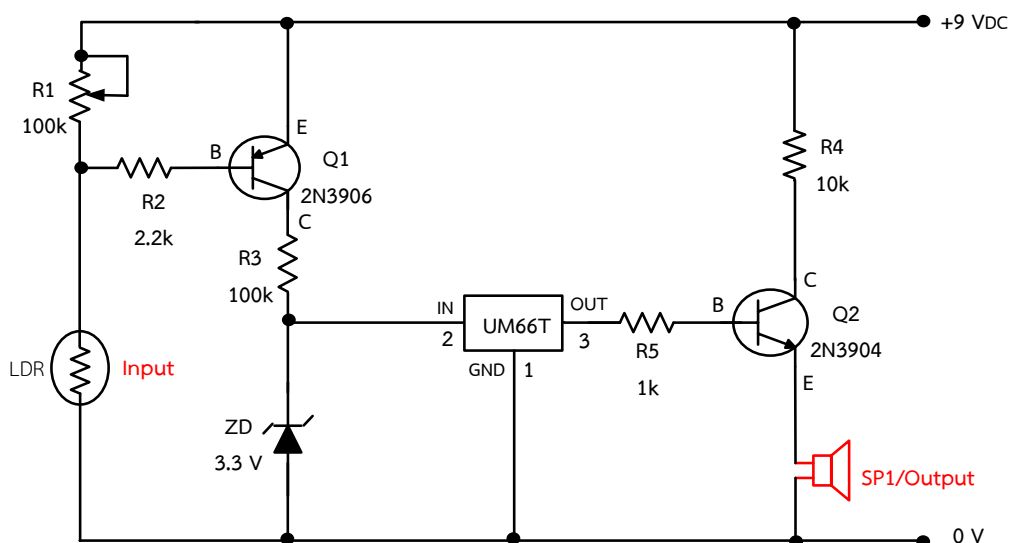 +9 VDC
R1
100k
B
E
Q1
2N3906
R2
2.2k
C
R3
100k
R4
10k
IN
2
UM66T
GND
1
OUT
3
R5
1k
B
C
Q2
2N3904
E
LDR
Input
ZD
3.3 V
SP1/Output
0 V